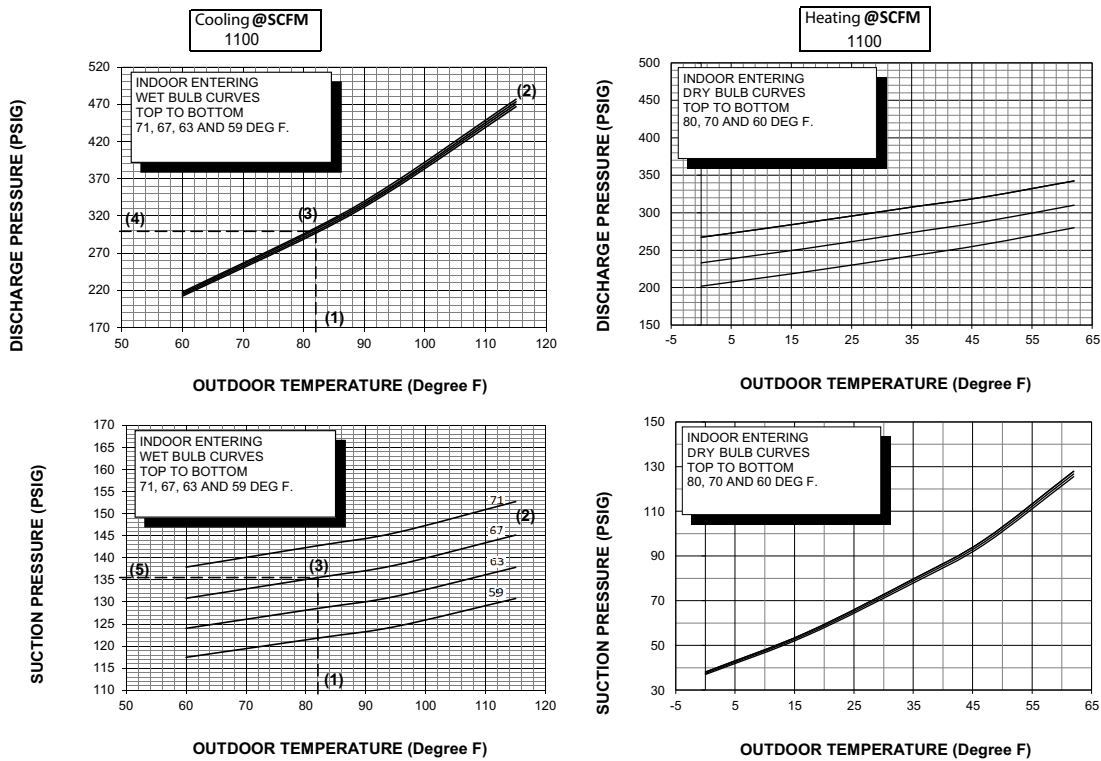 Cooling @SCFM
1100
DISCHARGE PRESSURE (PSIG)
520
470
420
370
320
270
220
170
INDOOR ENTERING
WET BULB CURVES
TOP TO BOTTOM
71, 67, 63 AND 59 DEG F.
(2)
(3)
(4)
(1)
50 60 70 80 90 100 110 120
OUTDOOR TEMPERATURE (Degree F)
Heating @SCFM
1100
DISCHARGE PRESSURE (PSIG)
500
450
400
350
300
250
200
150
INDOOR ENTERING
DRY BULB CURVES
TOP TO BOTTOM
80, 70 AND 60 DEG F.
-5 5 15 25 35 45 55 65
OUTDOOR TEMPERATURE (Degree F)
SUCTION PRESSURE (PSIG)
170
165
160
155
150
145
140
135
130
125
120
115
110
INDOOR ENTERING
WET BULB CURVES
TOP TO BOTTOM
71, 67, 63 AND 59 DEG F.
71
(2)
67
63
59
(5)
(3)
(1)
50 60 70 80 90 100 110 120
OUTDOOR TEMPERATURE (Degree F)
SUCTION PRESSURE (PSIG)
150
130
110
90
70
50
30
INDOOR ENTERING
DRY BULB CURVES
TOP TO BOTTOM
80, 70 AND 60 DEG F.
-5 5 15 25 35 45 55 65
OUTDOOR TEMPERATURE (Degree F)